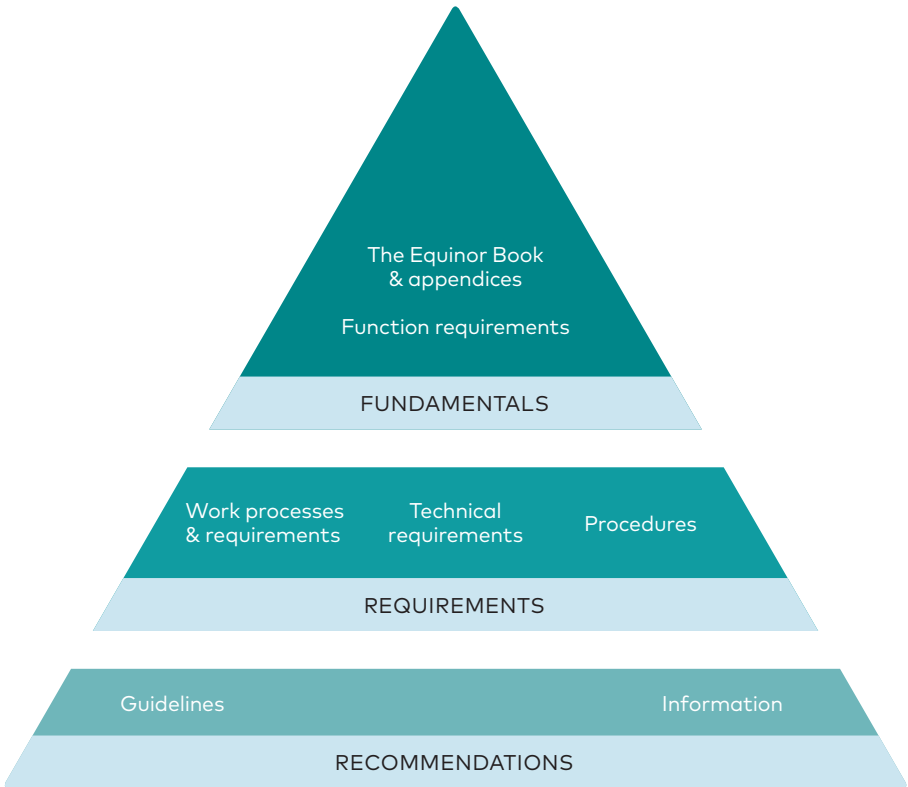 The Equinor Book
& appendices
Function requirements
FUNDAMENTALS
Work processes
& requirements
Technical
requirements
Procedures
REQUIREMENTS
Guidelines
Information
RECOMMENDATIONS